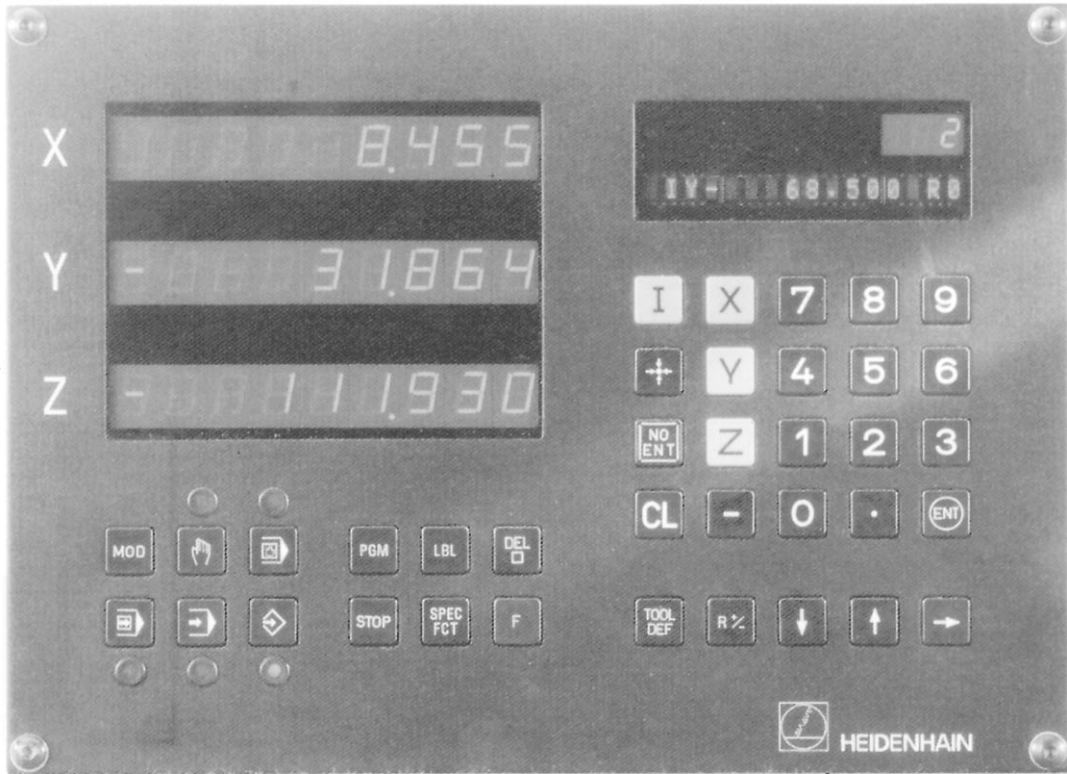 X 8.455
Y - 31.864
Z - 111.930
2
IY- 68.500 R0
I X 7 8 9
Y 4 5 6
NO ENT Z 1 2 3
CL - 0 . ENT
MOD PGM LBL DEL
STOP SPEC FCT F
TOOL DEF R+/-
HEIDENHAIN